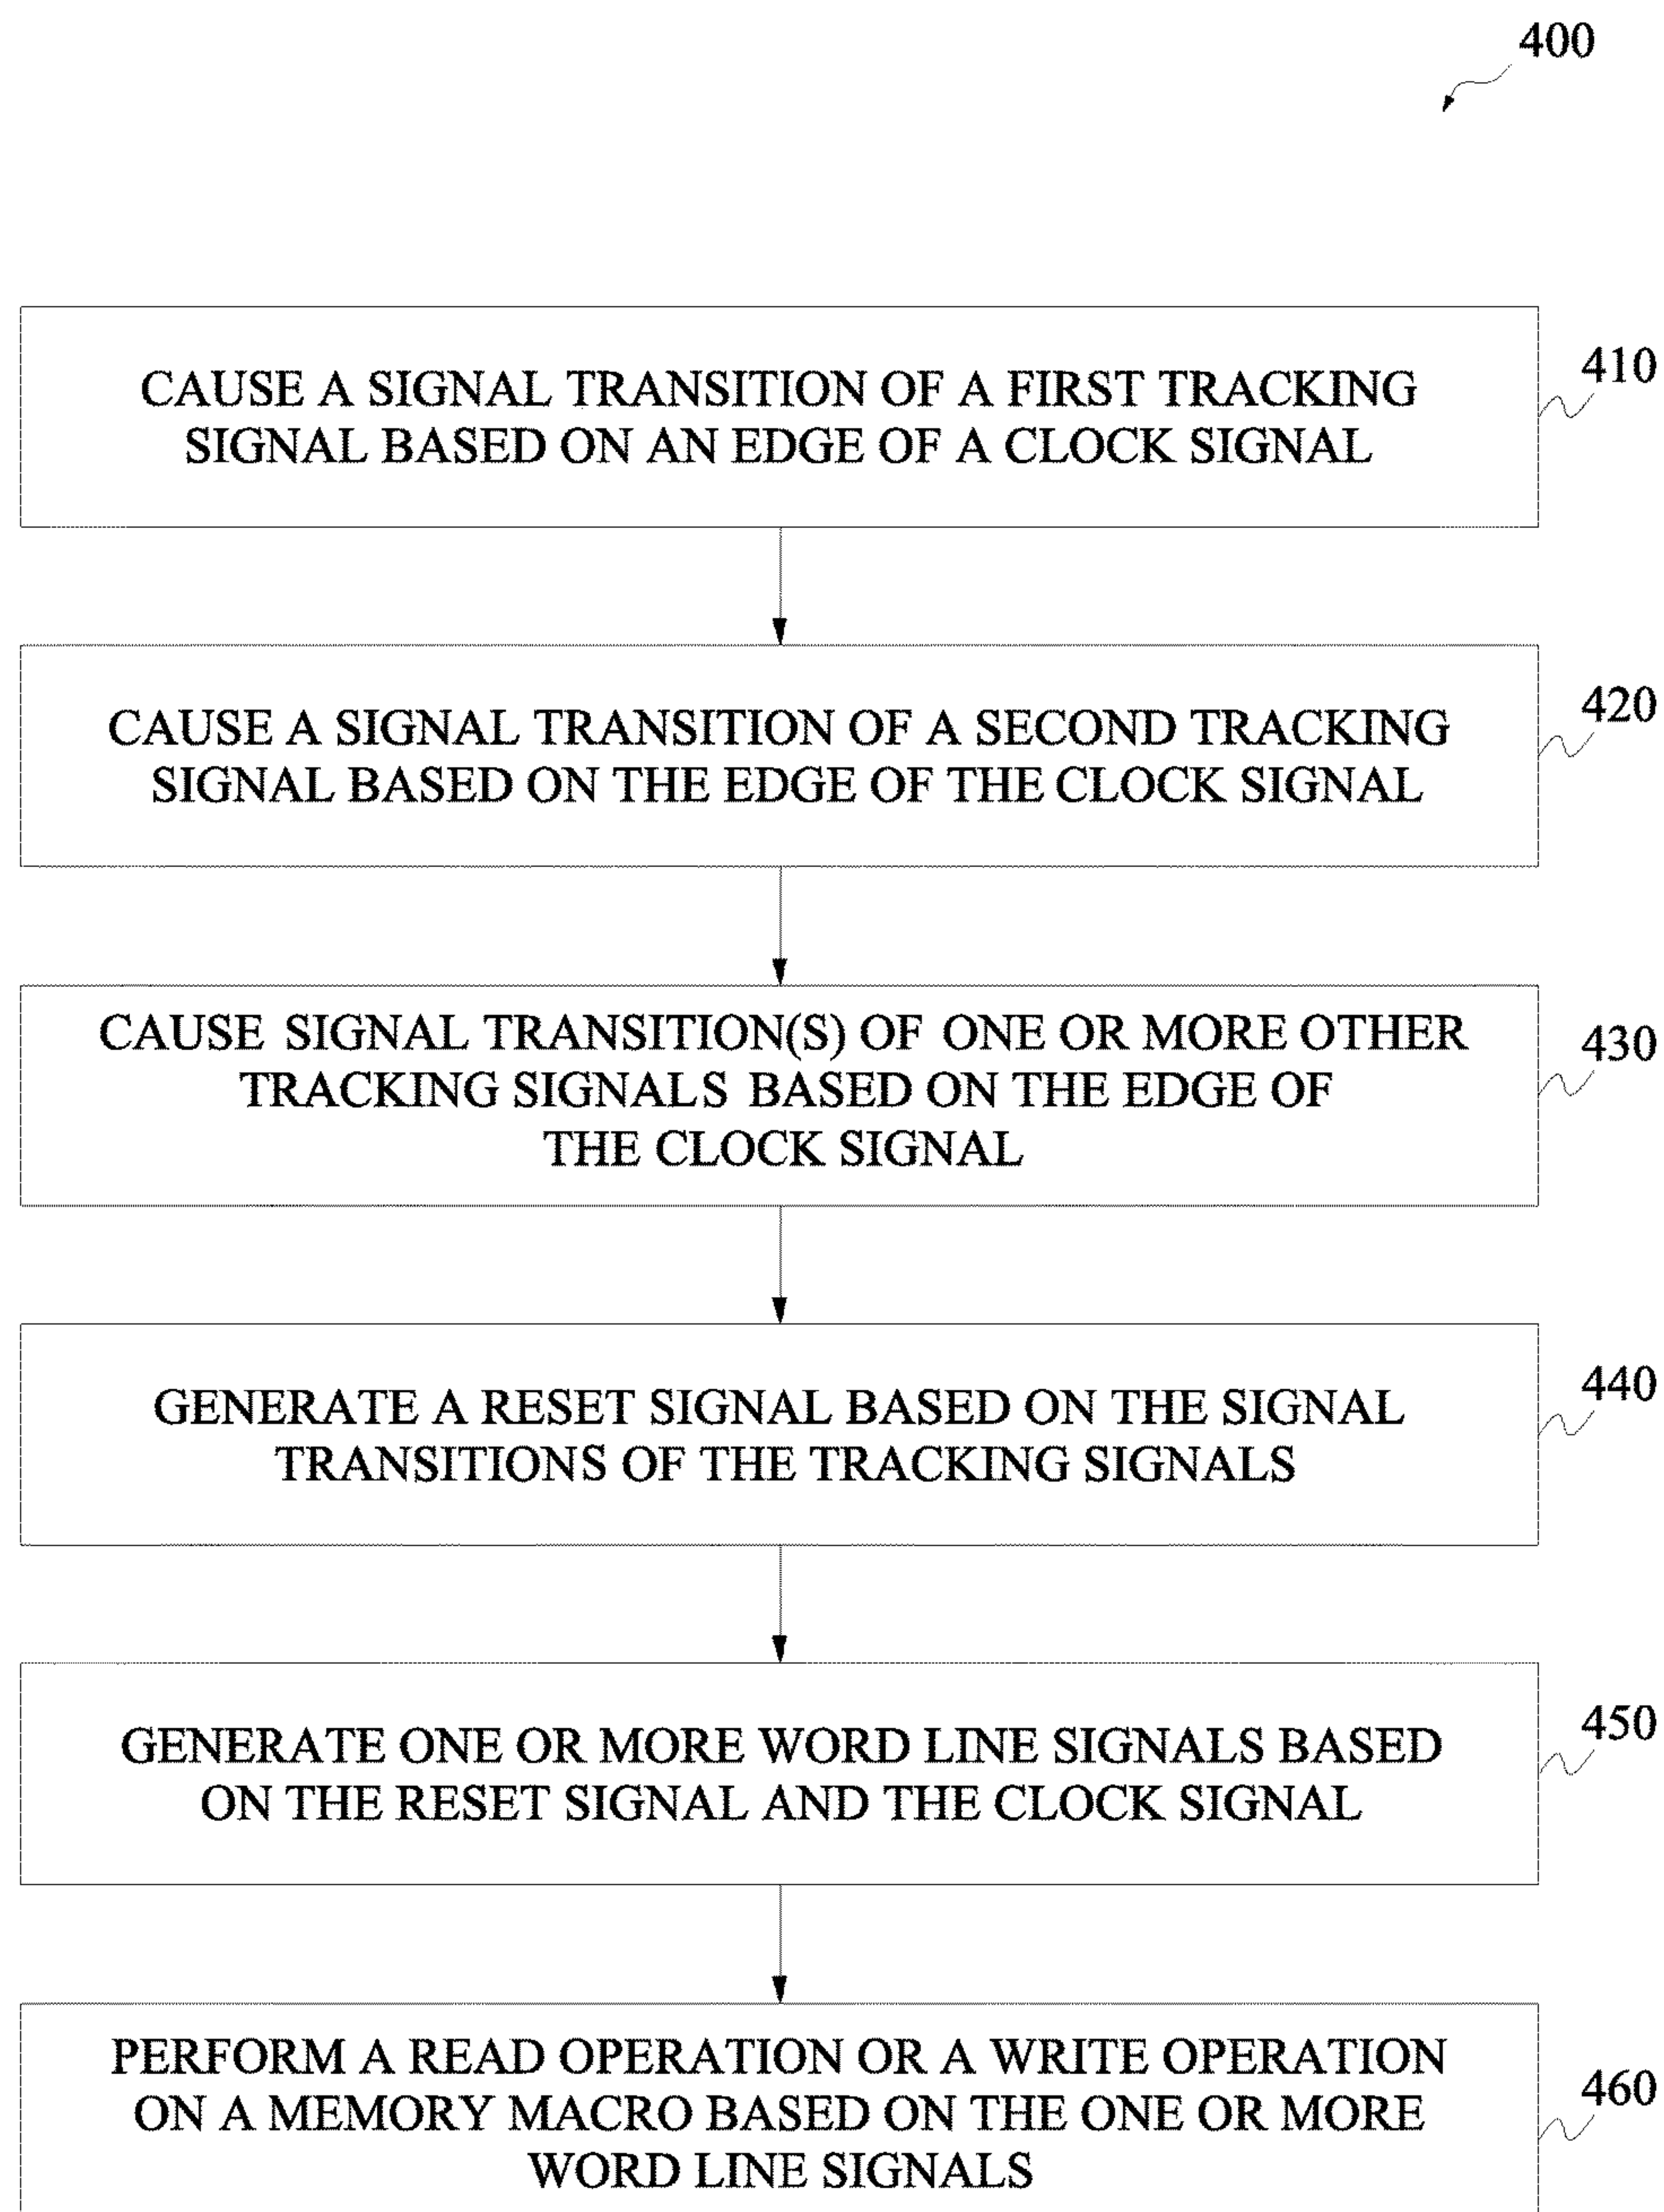 400
CAUSE A SIGNAL TRANSITION OF A FIRST TRACKING
SIGNAL BASED ON AN EDGE OF A CLOCK SIGNAL
410
CAUSE A SIGNAL TRANSITION OF A SECOND TRACKING
SIGNAL BASED ON THE EDGE OF THE CLOCK SIGNAL
420
CAUSE SIGNAL TRANSITION(S) OF ONE OR MORE OTHER
TRACKING SIGNALS BASED ON THE EDGE OF
THE CLOCK SIGNAL
430
GENERATE A RESET SIGNAL BASED ON THE SIGNAL
TRANSITIONS OF THE TRACKING SIGNALS
440
GENERATE ONE OR MORE WORD LINE SIGNALS BASED
ON THE RESET SIGNAL AND THE CLOCK SIGNAL
450
PERFORM A READ OPERATION OR A WRITE OPERATION
ON A MEMORY MACRO BASED ON THE ONE OR MORE
WORD LINE SIGNALS
460